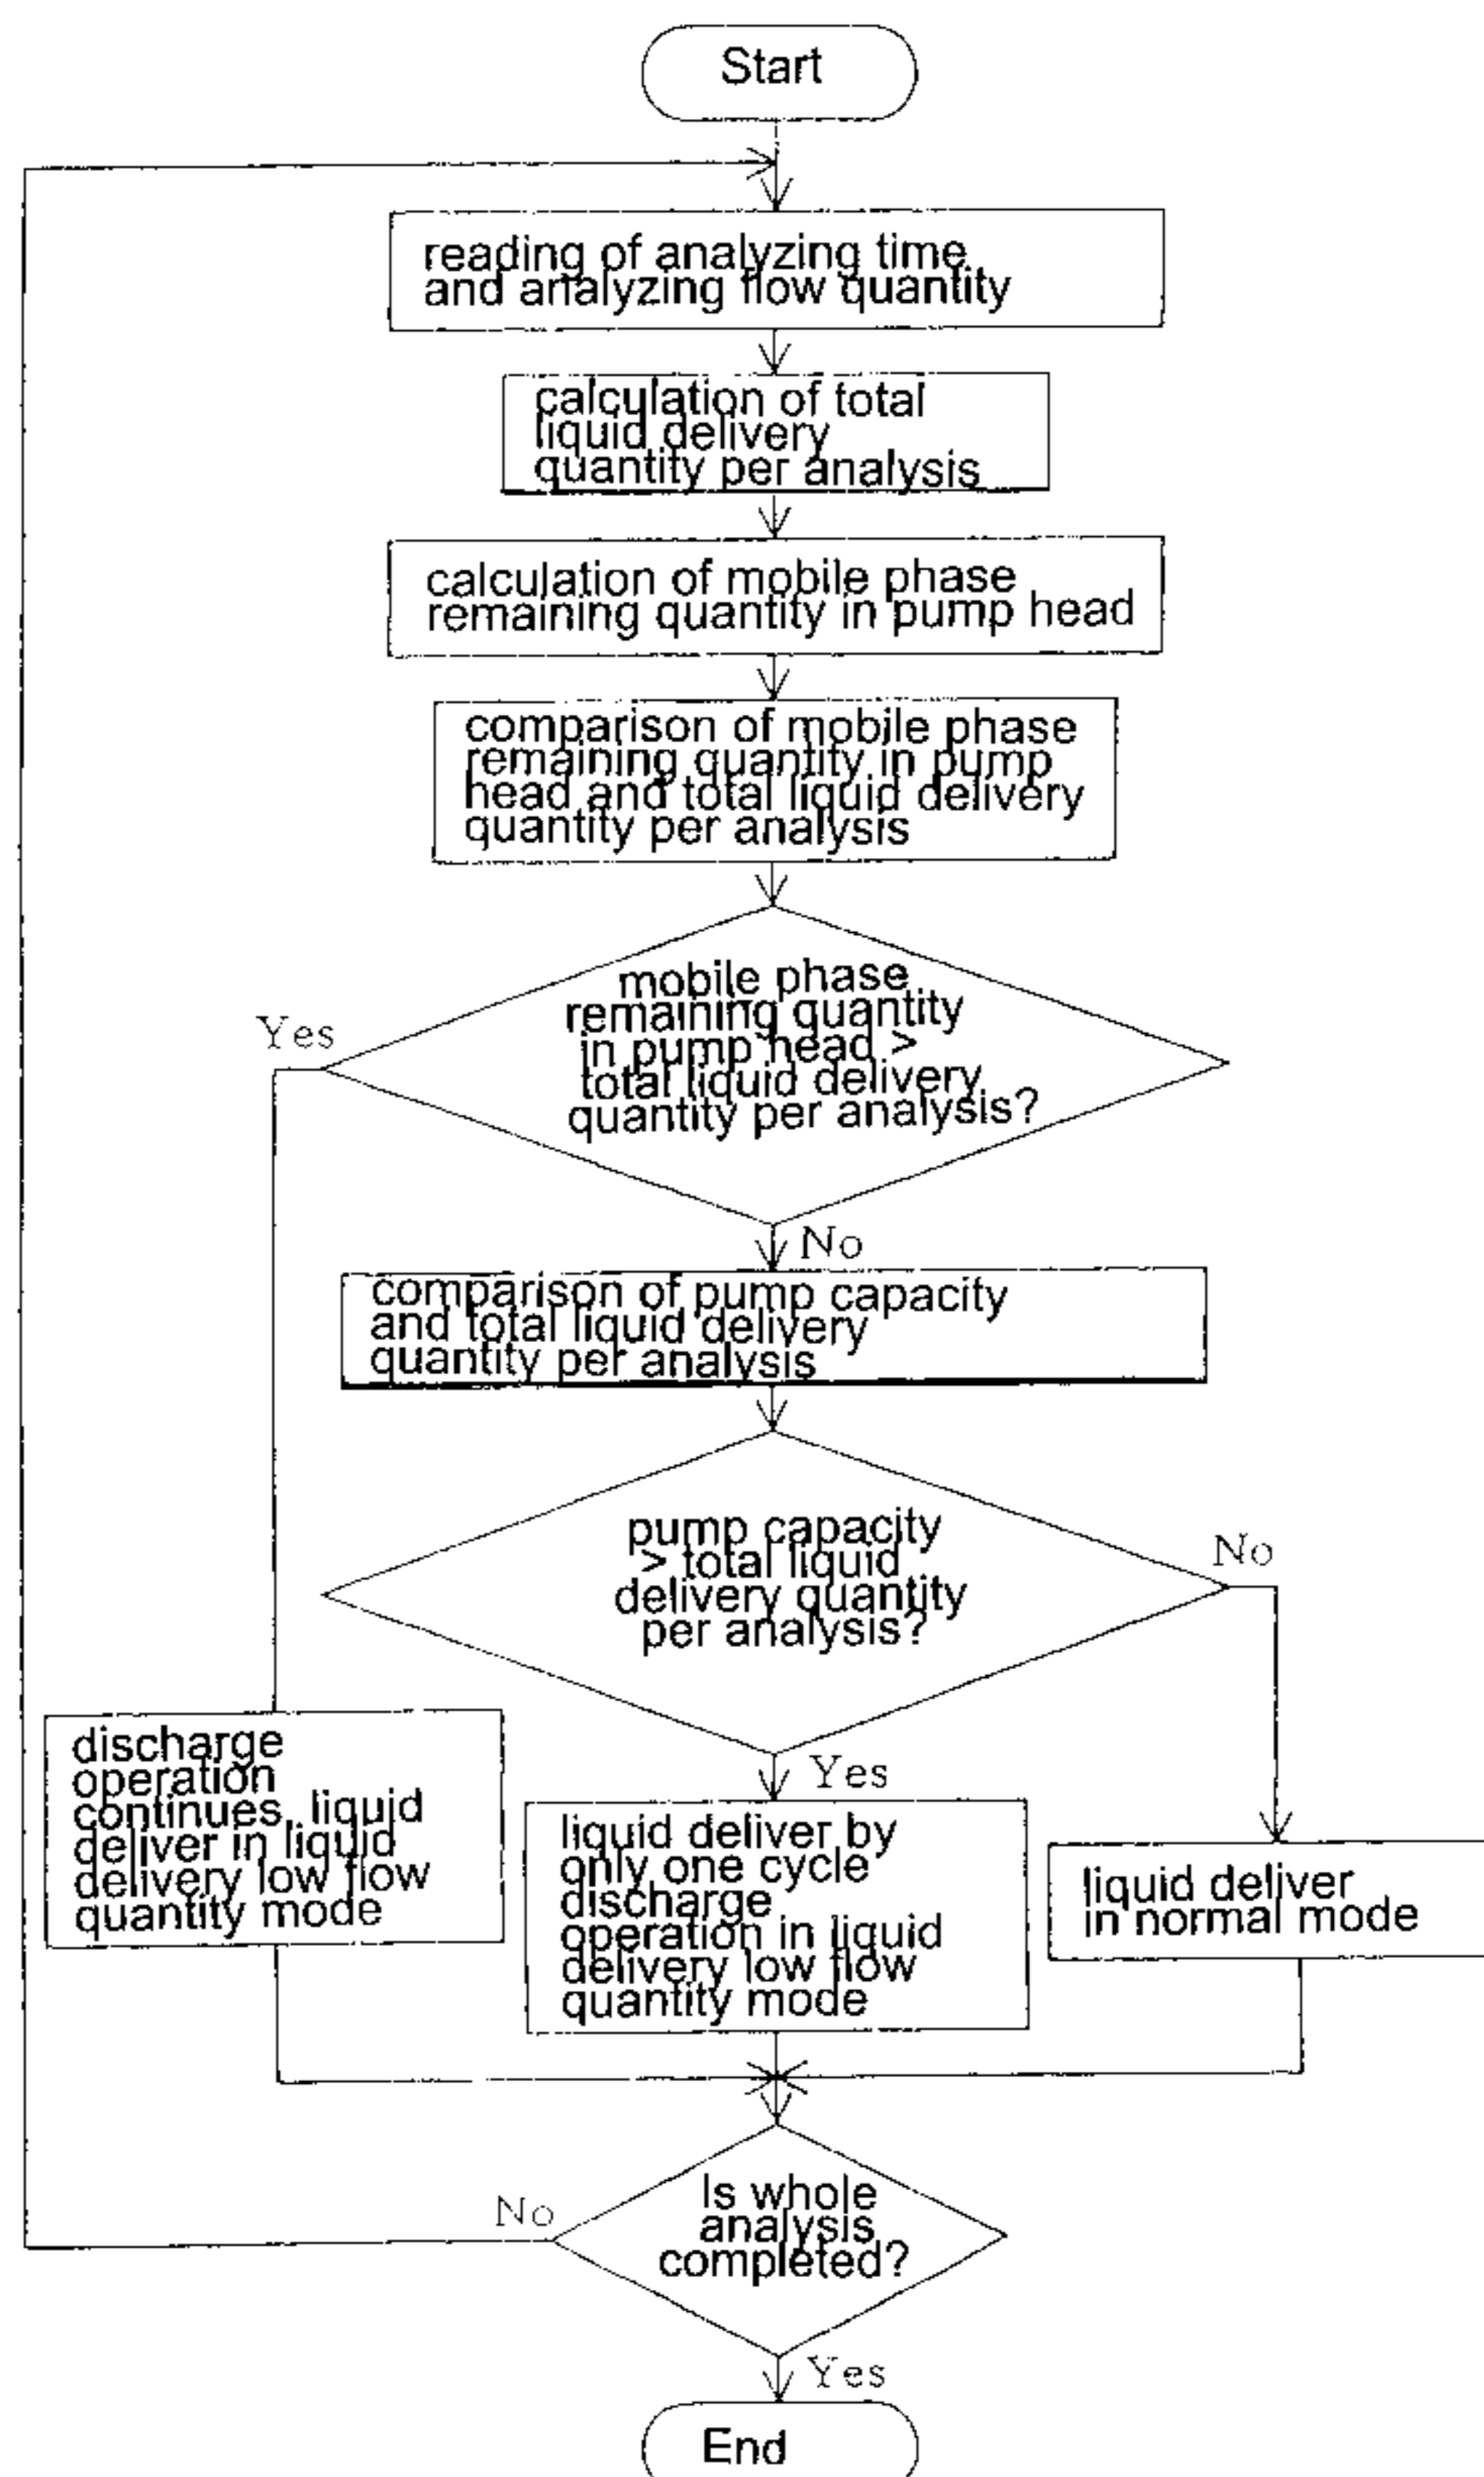 Start
reading of analyzing time
and analyzing flow quantity
calculation of total
liquid delivery
quantity per analysis
calculation of mobile phase
remaining quantity in pump head
comparison of mobile phase
remaining quantity in pump
head and total liquid delivery
quantity per analysis
mobile phase
remaining quantity
in pump head >
total liquid delivery
quantity per analysis?
Yes
No
comparison of pump capacity
and total liquid delivery
quantity per analysis
pump capacity
> total liquid
delivery quantity
per analysis?
No
Yes
discharge
operation
continues, liquid
deliver in liquid
delivery low flow
quantity mode
liquid deliver by
only one cycle
discharge
operation in liquid
delivery low flow
quantity mode
liquid deliver
in normal mode
Is whole
analysis
completed?
No
Yes
End